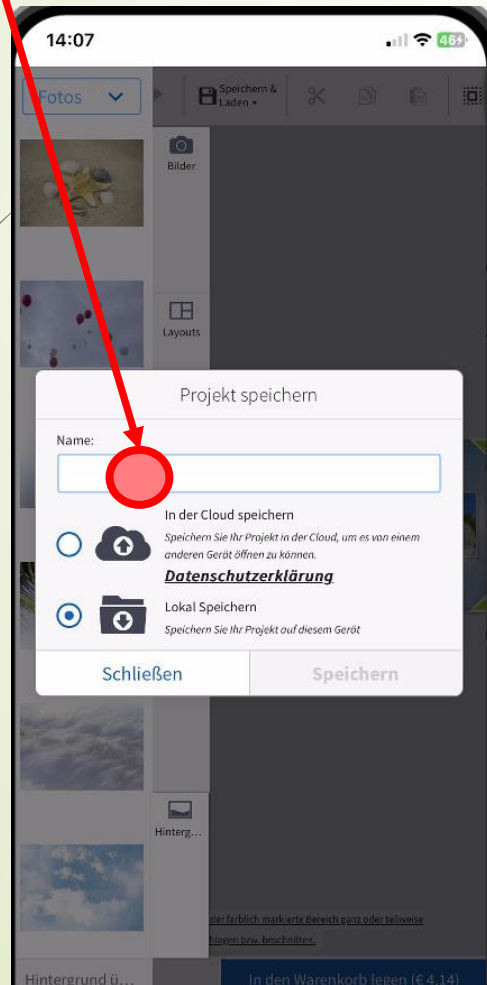 14:07
46
Fotos
Speichern &
Laden
Bilder
Layouts
Projekt speichern
Name:
In der Cloud speichern
Speichern Sie Ihr Projekt in der Cloud, um es von einem
anderen Gerät öffnen zu können.
Datenschutzerklärung
Lokal Speichern
Speichern Sie Ihr Projekt auf diesem Gerät
Schließen
Speichern
Hinterg...
der farblich markierte Bereich ganz oder teilweise
hlagen bzw. beschnitten.
Hintergrund ü...
In den Warenkorb legen (€ 4,14)